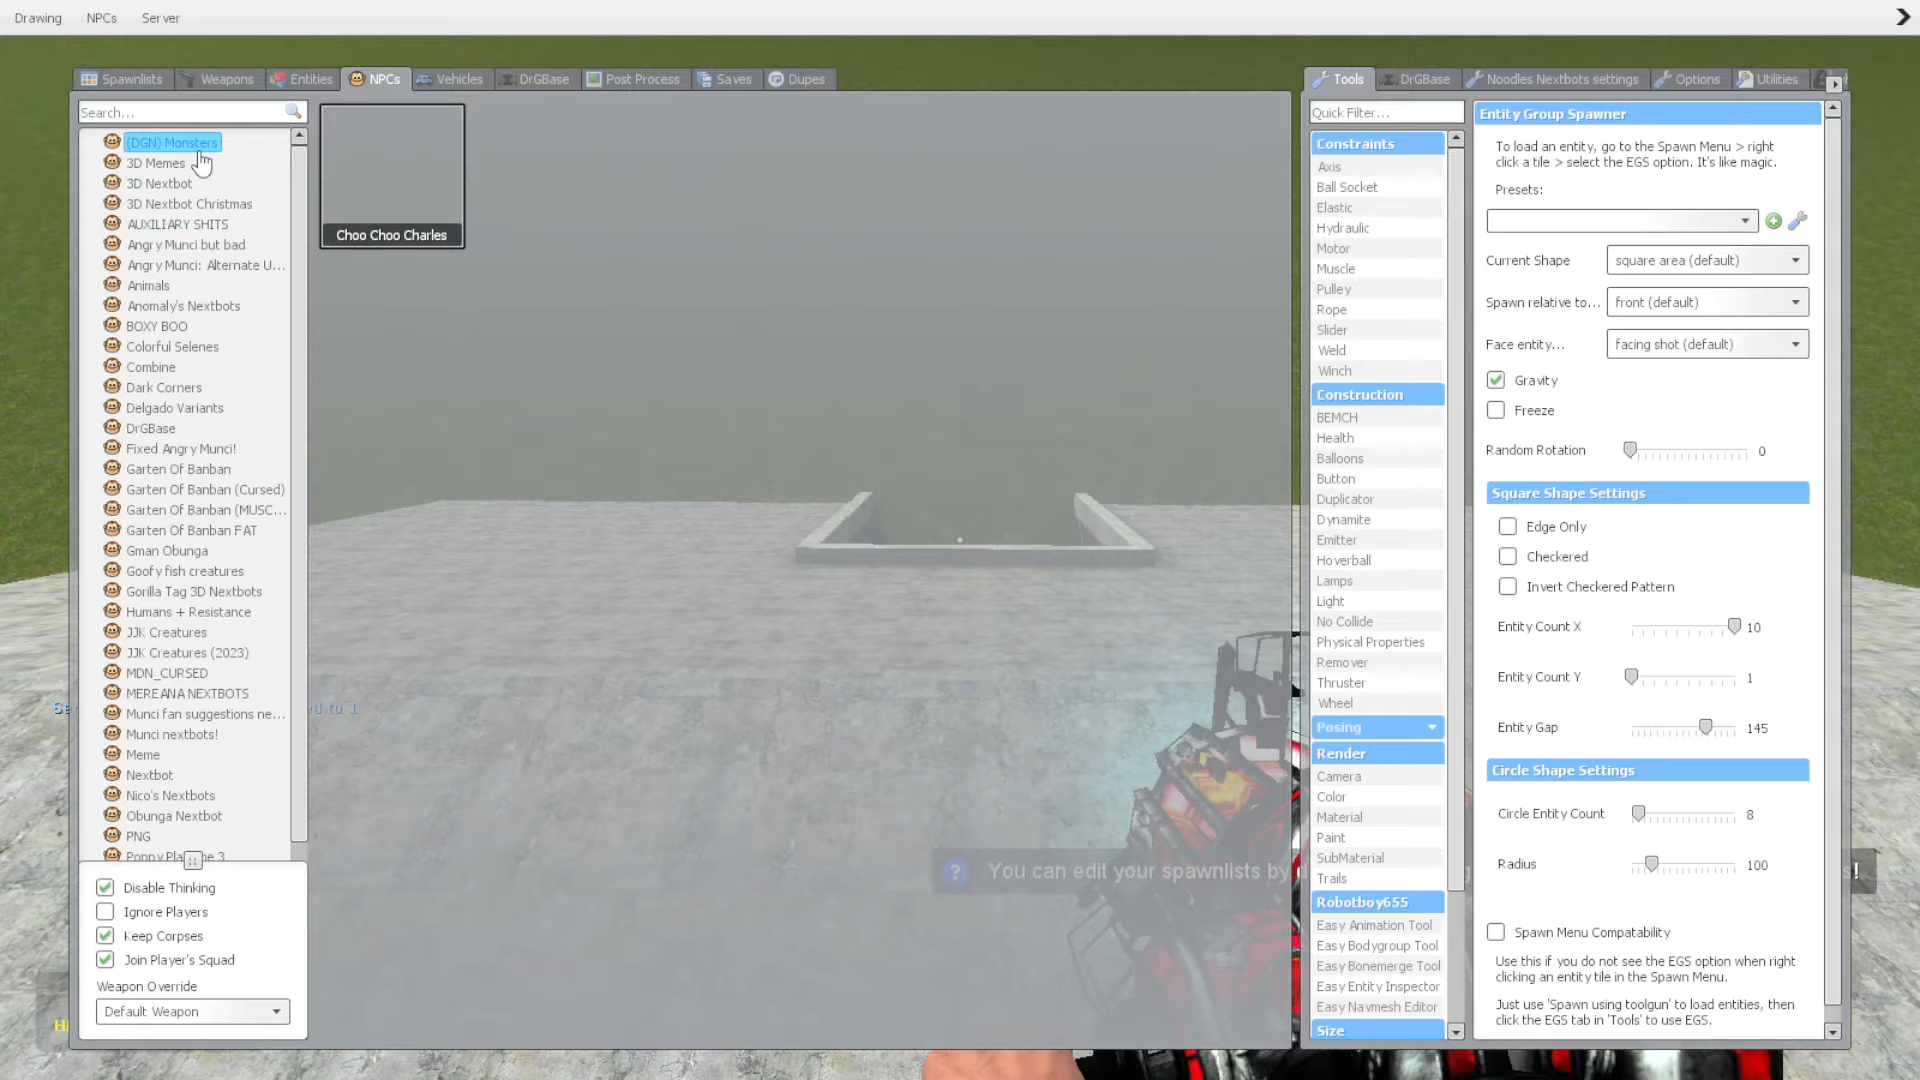 Drawing NPCs Server
Spawnlists Weapons Entities NPCs Vehicles DrGBase Post Process Saves Dupes
Search...
(DGN) Monsters
3D Memes
3D Nextbot
3D Nextbot Christmas
AUXILIARY SHITS
Angry Munci but bad
Angry Munci: Alternate U...
Animals
Anomaly's Nextbots
BOXY BOO
Colorful Selenes
Combine
Dark Corners
Delgado Variants
DrGBase
Fixed Angry Munci!
Garten Of Banban
Garten Of Banban (Cursed)
Garten Of Banban (MUSC...
Garten Of Banban FAT
Gman Obunga
Goofy fish creatures
Gorilla Tag 3D Nextbots
Humans + Resistance
JJK Creatures
JJK Creatures (2023)
MDN_CURSED
MEREANA NEXTBOTS
Munci fan suggestions ne...
Munci nextbots!
Meme
Nextbot
Nico's Nextbots
Obunga Nextbot
PNG
Disable Thinking
Ignore Players
Keep Corpses
Join Player's Squad
Weapon Override
Default Weapon
Choo Choo Charles
ed to 1
You can edit your spawnlists by
Tools DrGBase Noodles Nextbots settings Options Utilities
Quick Filter...
Constraints
Axis
Ball Socket
Elastic
Hydraulic
Motor
Muscle
Pulley
Rope
Slider
Weld
Winch
Construction
BEMCH
Health
Balloons
Button
Duplicator
Dynamite
Emitter
Hoverball
Lamps
Light
No Collide
Physical Properties
Remover
Thruster
Wheel
Posing
Render
Camera
Color
Material
Paint
SubMaterial
Trails
Robotboy655
Easy Animation Tool
Easy Bodygroup Tool
Easy Bonemerge Tool
Easy Entity Inspector
Easy Navmesh Editor
Size
Entity Group Spawner
To load an entity, go to the Spawn Menu > right
click a tile > select the EGS option. It's like magic.
Presets:
Current Shape square area (default)
Spawn relative to... front (default)
Face entity... facing shot (default)
Gravity
Freeze
Random Rotation 0
Square Shape Settings
Edge Only
Checkered
Invert Checkered Pattern
Entity Count X 10
Entity Count Y 1
Entity Gap 145
Circle Shape Settings
Circle Entity Count 8
Radius 100
Spawn Menu Compatability
Use this if you do not see the EGS option when right
clicking an entity tile in the Spawn Menu.
Just use 'Spawn using toolgun' to load entities, then
click the EGS tab in 'Tools' to use EGS.